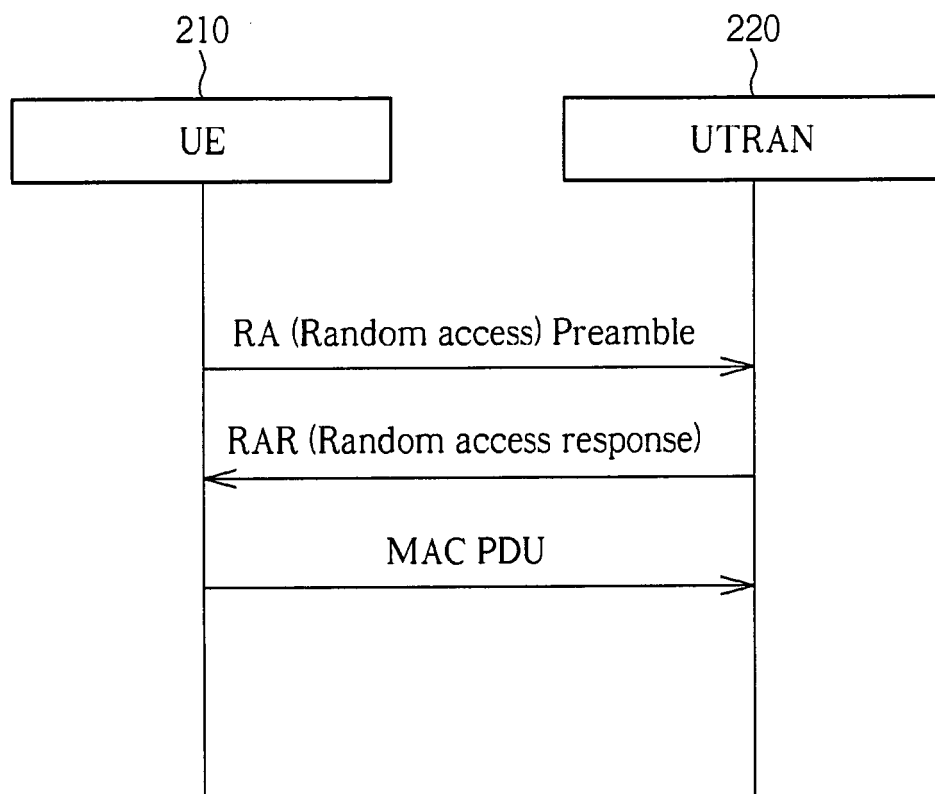 210
220
UE
UTRAN
RA (Random access) Preamble
RAR (Random access response)
MAC PDU